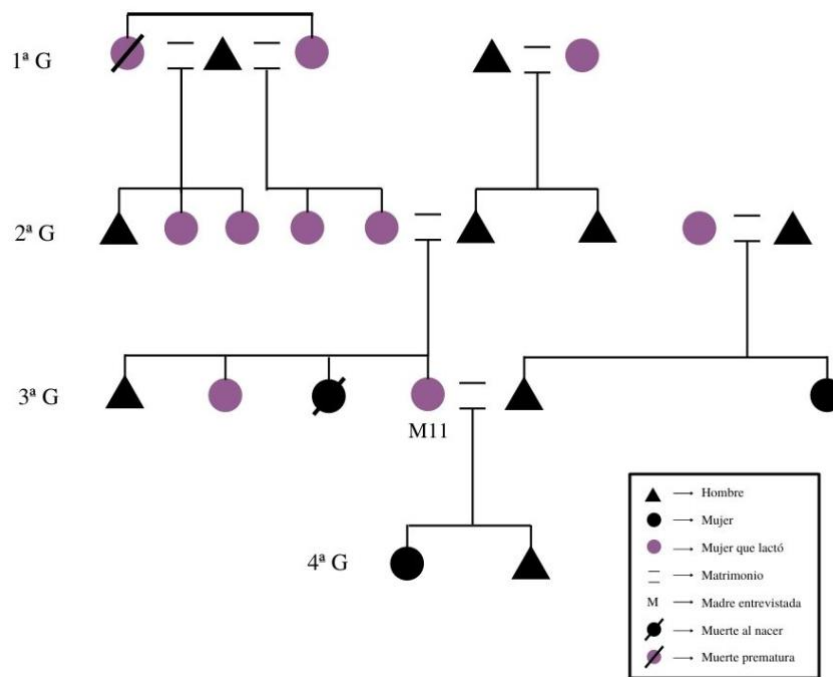 1ª G
2ª G
3ª G
M11
4ª G
Hombre
Mujer
Mujer que lactó
Matrimonio
M Madre entrevistada
Muerte al nacer
Muerte prematura